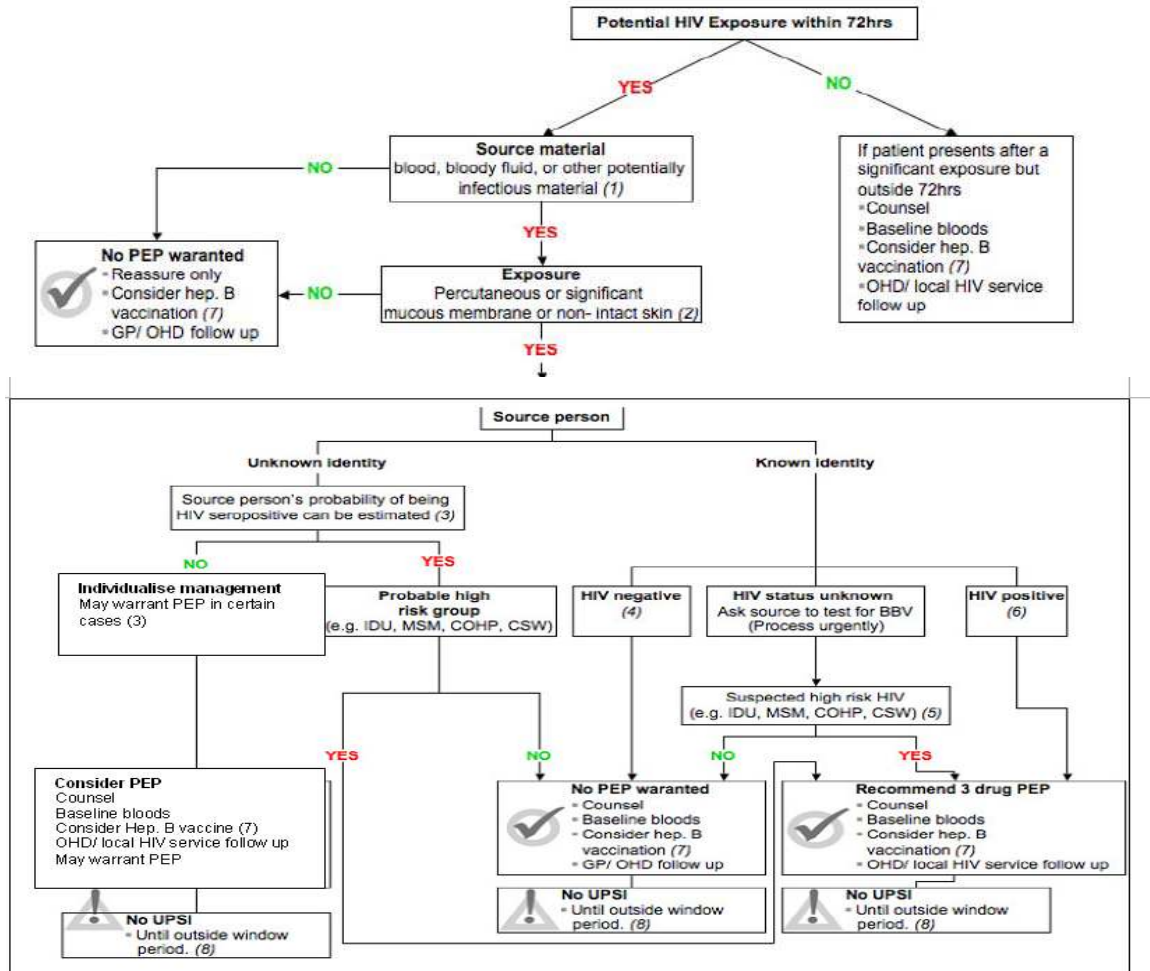 Potential HIV Exposure within 72hrs
YES
NO
Source material
blood, bloody fluid, or other potentially
infectious material (1)
NO
If patient presents after a
significant exposure but
outside 72hrs
▪Counsel
▪Baseline bloods
▪Consider hep. B
vaccination (7)
▪OHD/ local HIV service
follow up
YES
No PEP waranted
▪ Reassure only
▪ Consider hep. B
vaccination (7)
▪ GP/ OHD follow up
NO
Exposure
Percutaneous or significant
mucous membrane or non- intact skin (2)
YES
Source person
Unknown identity
Known identity
Source person's probability of being
HIV seropositive can be estimated (3)
NO
YES
Individualise management
May warrant PEP in certain
cases (3)
Probable high
risk group
(e.g. IDU, MSM, COHP, CSW)
HIV negative
(4)
HIV status unknown
Ask source to test for BBV
(Process urgently)
HIV positive
(6)
Suspected high risk HIV
(e.g. IDU, MSM, COHP, CSW) (5)
YES
NO
NO
YES
Consider PEP
Counsel
Baseline bloods
Consider Hep. B vaccine (7)
OHD/ local HIV service follow up
May warrant PEP
No PEP waranted
▪ Counsel
▪ Baseline bloods
▪ Consider hep. B
vaccination (7)
▪ GP/ OHD follow up
Recommend 3 drug PEP
▪ Counsel
▪ Baseline bloods
▪ Consider hep. B
vaccination (7)
▪ OHD/ local HIV service follow up
No UPSI
▪ Until outside window
period. (8)
No UPSI
▪ Until outside window
period. (8)
No UPSI
▪ Until outside window
period. (8)